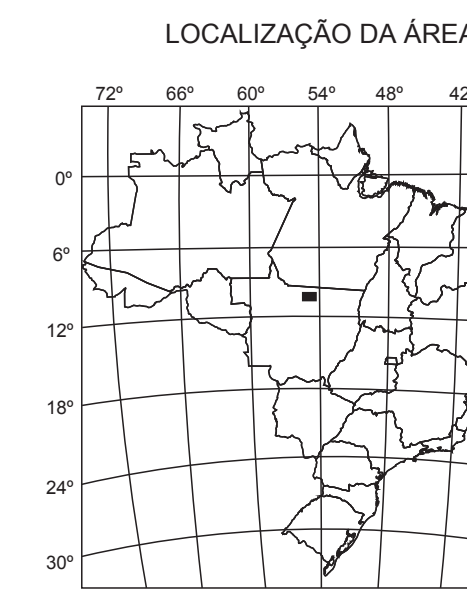 LOCALIZAÇÃO DA ÁREA
72º 66º 60º 54º 48º 42
0º
6º
12º
18º
24º
30º